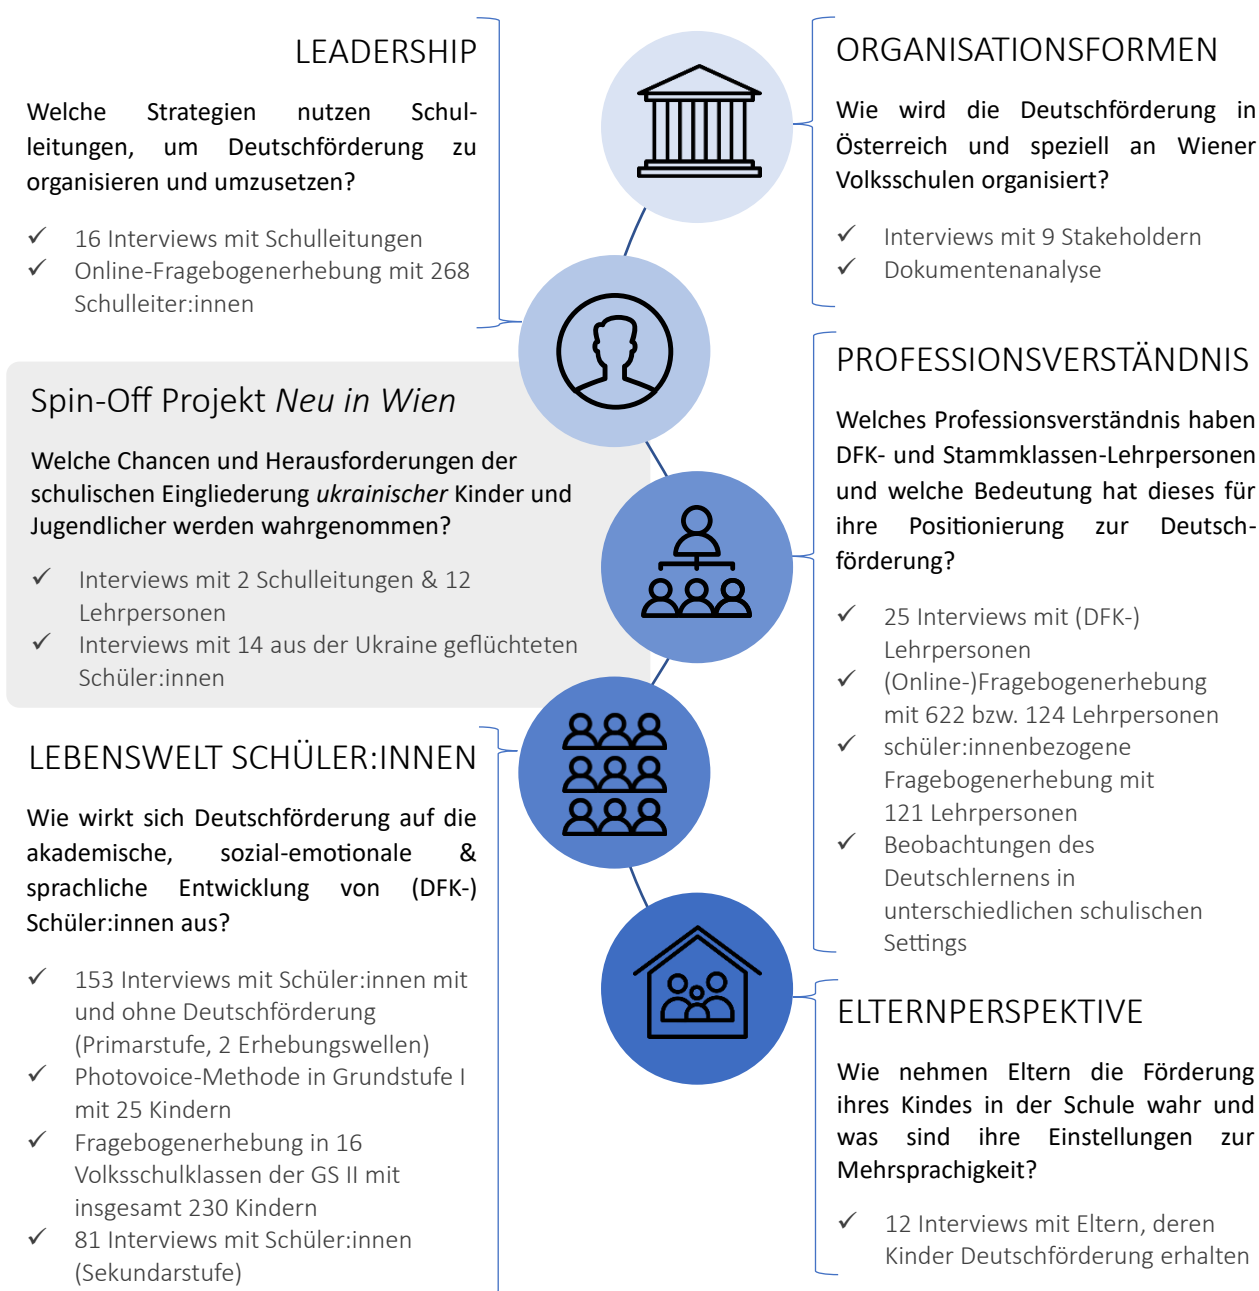 LEADERSHIP
Welche Strategien nutzen Schul-
leitungen, um Deutschförderung zu
organisieren und umzusetzen?
✓ 16 Interviews mit Schulleitungen
✓ Online-Fragebogenerhebung mit 268
Schulleiter:innen
Spin-Off Projekt Neu in Wien
Welche Chancen und Herausforderungen der
schulischen Eingliederung ukrainischer Kinder und
Jugendlicher werden wahrgenommen?
✓ Interviews mit 2 Schulleitungen & 12
Lehrpersonen
✓ Interviews mit 14 aus der Ukraine geflüchteten
Schüler:innen
LEBENSWELT SCHÜLER:INNEN
Wie wirkt sich Deutschförderung auf die
akademische, sozial-emotionale &
sprachliche Entwicklung von (DFK-)
Schüler:innen aus?
✓ 153 Interviews mit Schüler:innen mit
und ohne Deutschförderung
(Primarstufe, 2 Erhebungswellen)
✓ Photovoice-Methode in Grundstufe I
mit 25 Kindern
✓ Fragebogenerhebung in 16
Volksschulklassen der GS II mit
insgesamt 230 Kindern
✓ 81 Interviews mit Schüler:innen
(Sekundarstufe)
ORGANISATIONSFORMEN
Wie wird die Deutschförderung in
Österreich und speziell an Wiener
Volksschulen organisiert?
✓ Interviews mit 9 Stakeholdern
✓ Dokumentenanalyse
PROFESSIONSVERSTÄNDNIS
Welches Professionsverständnis haben
DFK- und Stammklassen-Lehrpersonen
und welche Bedeutung hat dieses für
ihre Positionierung zur Deutsch-
förderung?
✓ 25 Interviews mit (DFK-)
Lehrpersonen
✓ (Online-)Fragebogenerhebung
mit 622 bzw. 124 Lehrpersonen
✓ schüler:innenbezogene
Fragebogenerhebung mit
121 Lehrpersonen
✓ Beobachtungen des
Deutschlernens in
unterschiedlichen schulischen
Settings
ELTERNPERSPEKTIVE
Wie nehmen Eltern die Förderung
ihres Kindes in der Schule wahr und
was sind ihre Einstellungen zur
Mehrsprachigkeit?
✓ 12 Interviews mit Eltern, deren
Kinder Deutschförderung erhalten